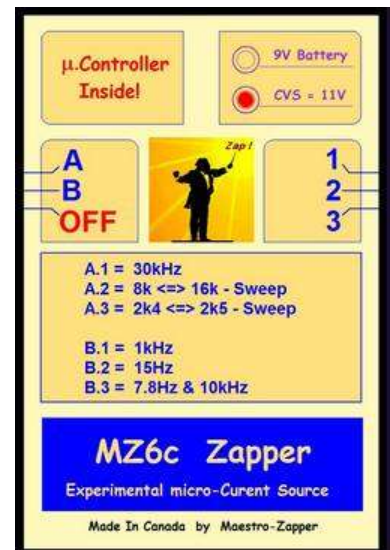 µ.Controller
Inside!
9V Battery
CVS = 11V
A
B
OFF
Zap !
1
2
3
A.1 = 30kHz
A.2 = 8k <=> 16k - Sweep
A.3 = 2k4 <=> 2k5 - Sweep
B.1 = 1kHz
B.2 = 15Hz
B.3 = 7.8Hz & 10kHz
MZ6c Zapper
Experimental micro-Curent Source
Made In Canada by Maestro-Zapper